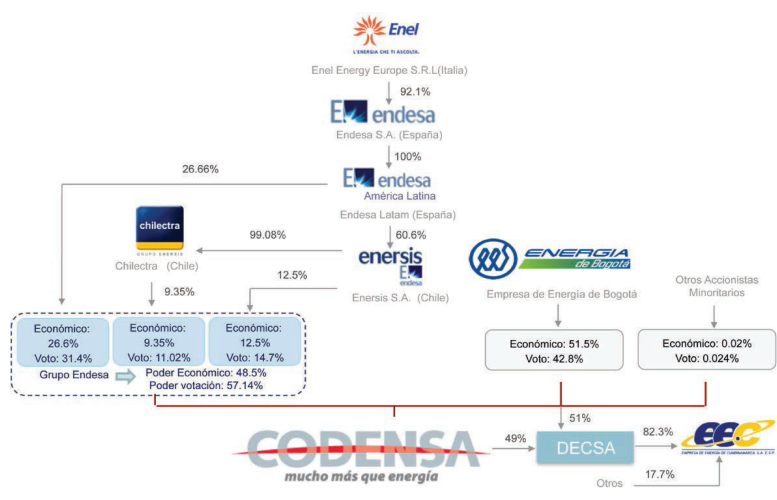 Enel
L'ENERGIA CHE TI ASCOLTA.
Enel Energy Europe S.R.L(Italia)
92.1%
endesa
Endesa S.A. (España)
100%
26.66%
endesa
América Latina
Endesa Latam (España)
60.6%
chilectra
GRUPO ENERSIS
Chilectra (Chile)
99.08%
enersis
endesa
Enersis S.A. (Chile)
12.5%
9.35%
ENERGIA
de Bogotá
Empresa de Energía de Bogotá
Otros Accionistas
Minoritarios
Económico:
26.6%
Voto: 31.4%
Económico:
9.35%
Voto: 11.02%
Económico:
12.5%
Voto: 14.7%
Grupo Endesa
Poder Económico: 48.5%
Poder votación: 57.14%
Económico: 51.5%
Voto: 42.8%
Económico: 0.02%
Voto: 0.024%
CODENSA
mucho más que energía
49%
51%
DECSA
82.3%
eec
EMPRESA DE ENERGÍA DE CUNDINAMARCA S.A. E.S.P.
17.7%
Otros